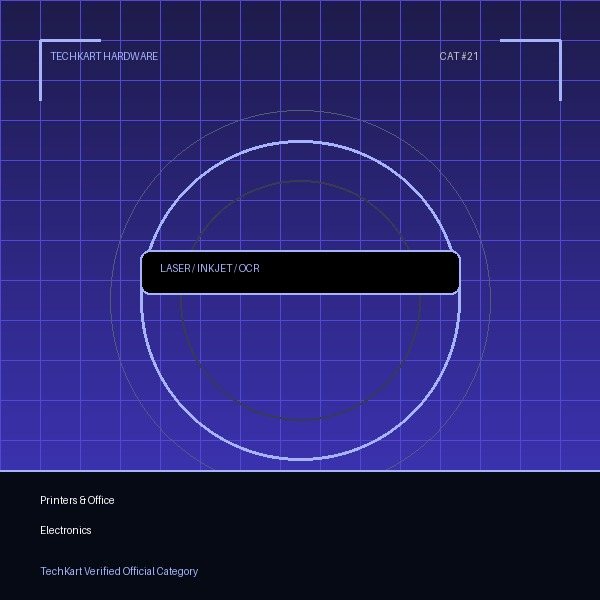 TECHKART HARDWARE
CAT #21
LASER / INKJET / OCR
Printers & Office
Electronics
TechKart Verified Official Category